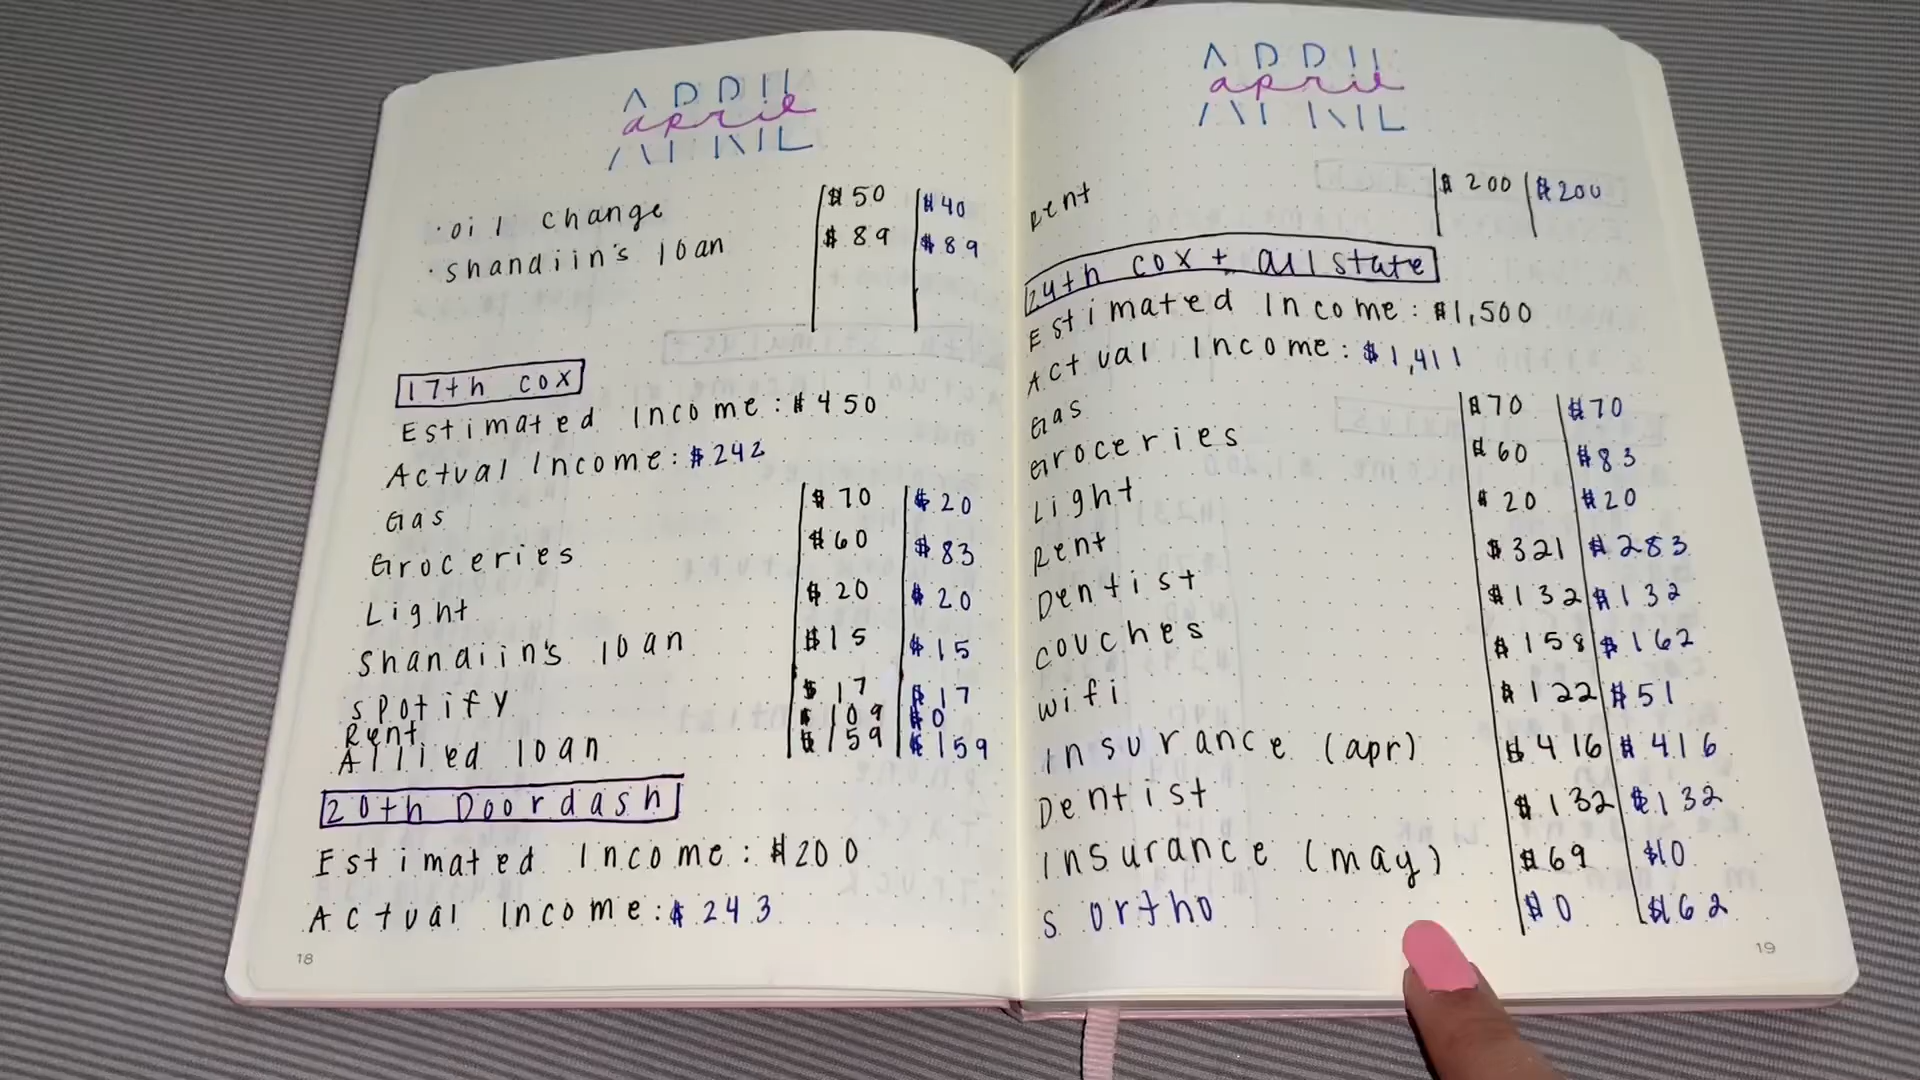 APRIL
april
·oil change $50 $40
·shandiin's loan $89 $89
17th cox
Estimated Income: $450
Actual Income: $242
Gas $70 $20
Groceries $60 $83
Light $20 $20
Shandiin's loan $15 $15
Spotify $17 $17
Rent $109 $0
Allied loan $159 $159
20th Doordash
Estimated Income: $200
Actual Income: $243
18
APRIL
april
Rent $200 $200
24th cox + allstate
Estimated Income: $1,500
Actual Income: $1,411
Gas $70 $70
Groceries $60 $83
Light $20 $20
Rent $321 $283
Dentist $132 $132
couches $158 $162
wifi $122 $51
Insurance (apr) $416 $416
Dentist $132 $132
Insurance (may) $69 $10
S ortho $0 $162
19